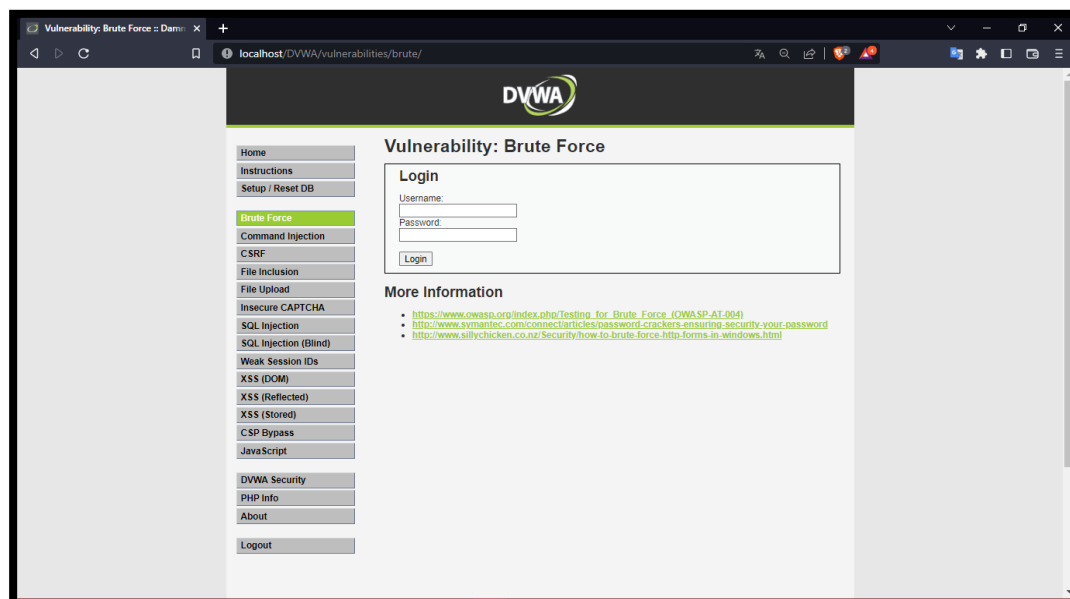 Vulnerability: Brute Force :: Damn
localhost/DVWA/vulnerabilities/brute/
DVWA
Home
Instructions
Setup / Reset DB
Brute Force
Command Injection
CSRF
File Inclusion
File Upload
Insecure CAPTCHA
SQL Injection
SQL Injection (Blind)
Weak Session IDs
XSS (DOM)
XSS (Reflected)
XSS (Stored)
CSP Bypass
JavaScript
DVWA Security
PHP Info
About
Logout
Vulnerability: Brute Force
Login
Username:
Password:
Login
More Information
https://www.owasp.org/index.php/Testing_for_Brute_Force_(OWASP-AT-004)
http://www.symantec.com/connect/articles/password-crackers-ensuring-security-your-password
http://www.sillychicken.co.nz/Security/how-to-brute-force-http-forms-in-windows.html